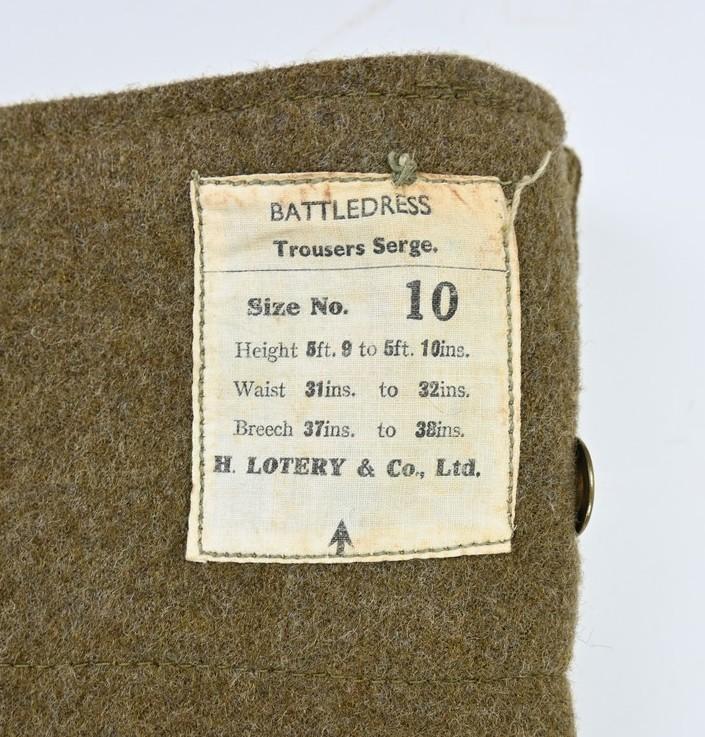 BATTLEDRESS
Trousers Serge.
Size No. 10
Height 5ft. 9 to 5ft. 10ins.
Waist 31ins. to 32ins.
Breech 37ins. to 38ins.
H. LOTERY & Co., Ltd.